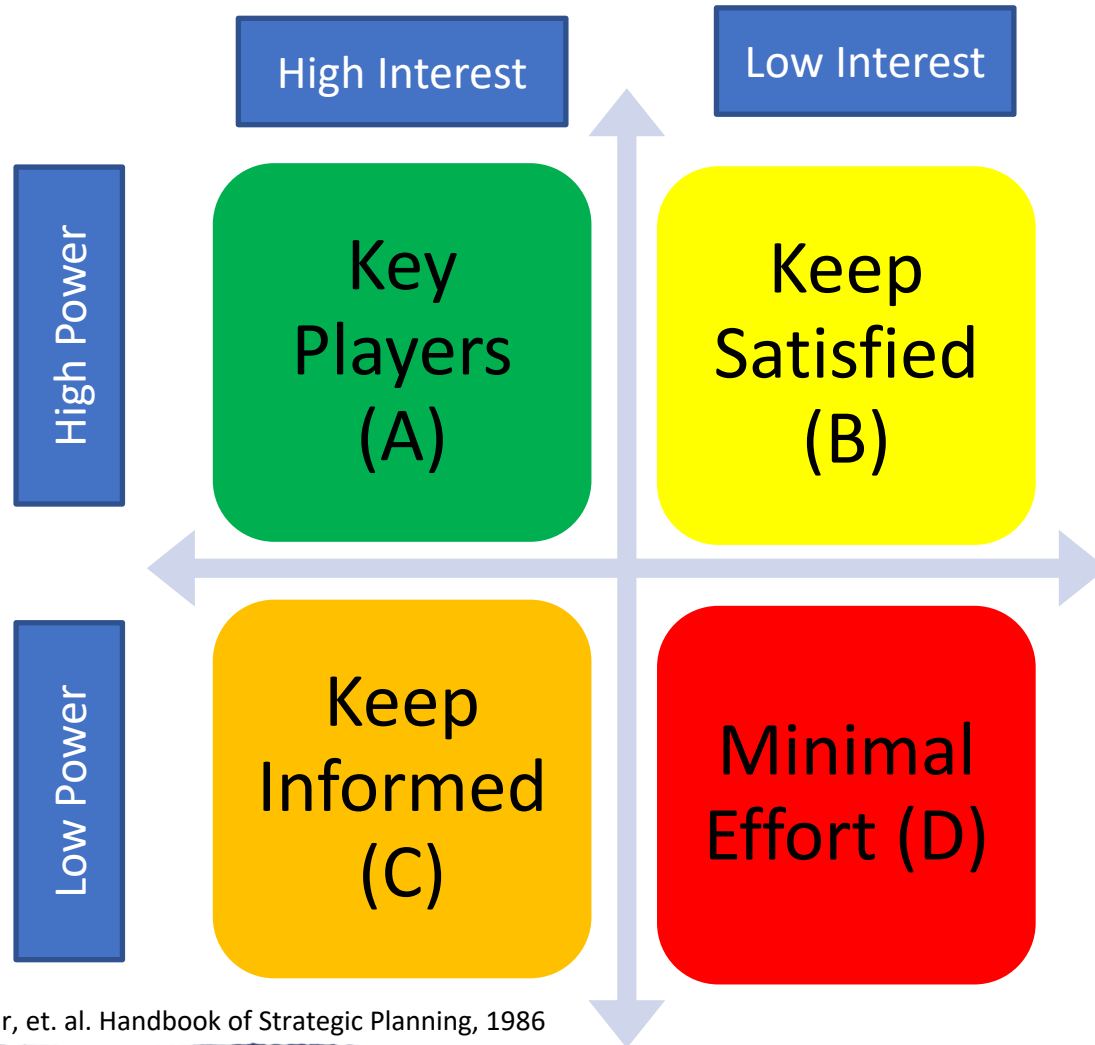 High Interest
Low Interest
High Power
Key
Players
(A)
Keep
Satisfied
(B)
Low Power
Keep
Informed
(C)
Minimal
Effort (D)
et. al. Handbook of Strategic Planning, 1986